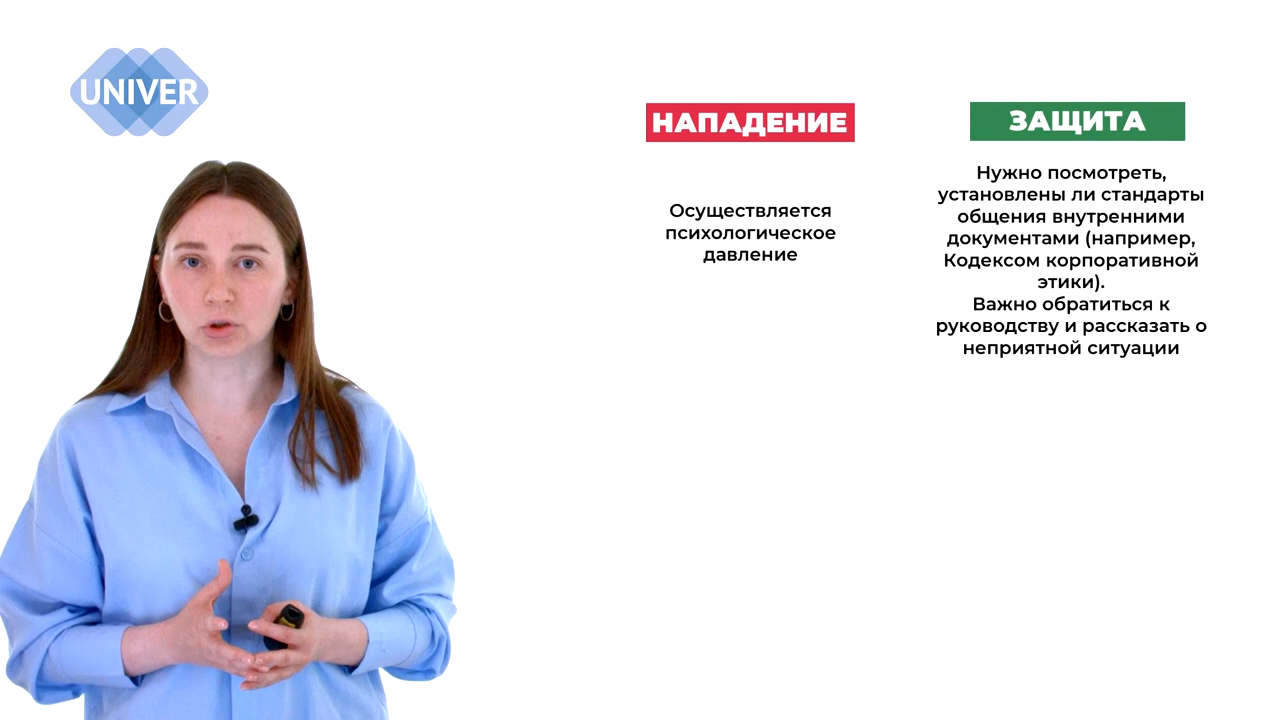 UNIVER
НАПАДЕНИЕ
Осуществляется
психологическое
давление
ЗАЩИТА
Нужно посмотреть,
установлены ли стандарты
общения внутренними
документами (например,
Кодексом корпоративной
этики).
Важно обратиться к
руководству и рассказать о
неприятной ситуации